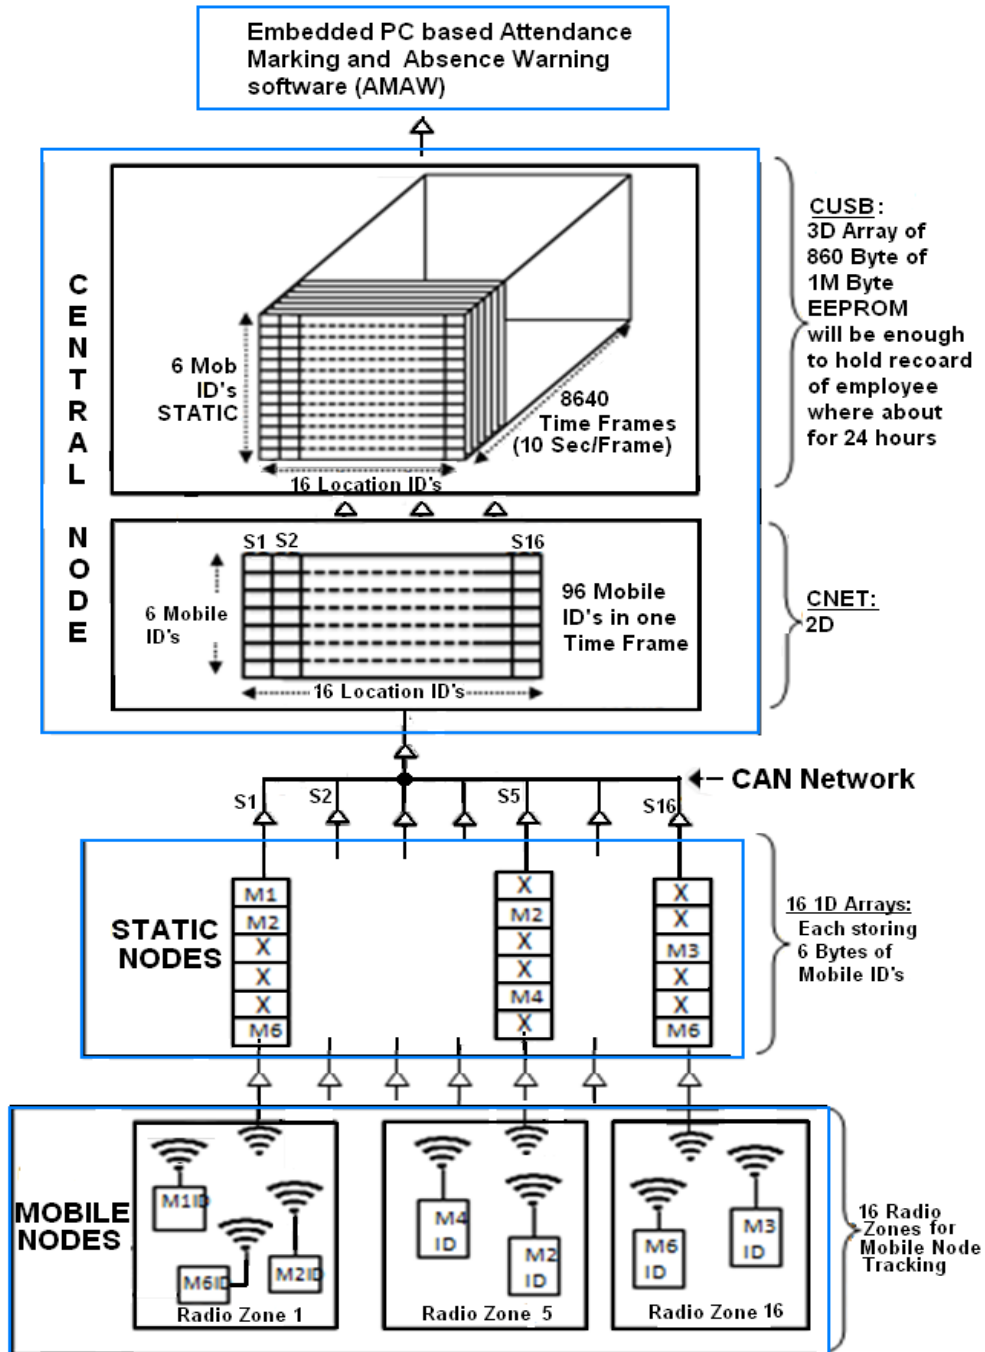 Embedded PC based Attendance
Marking and Absence Warning
software (AMAW)
CENTRAL NODE
6 Mob
ID's
STATIC
8640
Time Frames
(10 Sec/Frame)
16 Location ID's
CUSB:
3D Array of
860 Byte of
1M Byte
EEPROM
will be enough
to hold recoard
of employee
where about
for 24 hours
S1 S2 S16
6 Mobile
ID's
96 Mobile
ID's in one
Time Frame
16 Location ID's
CNET:
2D
CAN Network
S1 S2 S5 S16
STATIC
NODES
M1
M2
X
X
X
M6
X
M2
X
X
M4
X
X
X
M3
X
X
M6
16 1D Arrays:
Each storing
6 Bytes of
Mobile ID's
MOBILE
NODES
M1ID
M6ID
M2ID
Radio Zone 1
M4
ID
M2
ID
Radio Zone 5
M6
ID
M3
ID
Radio Zone 16
16 Radio
Zones for
Mobile Node
Tracking